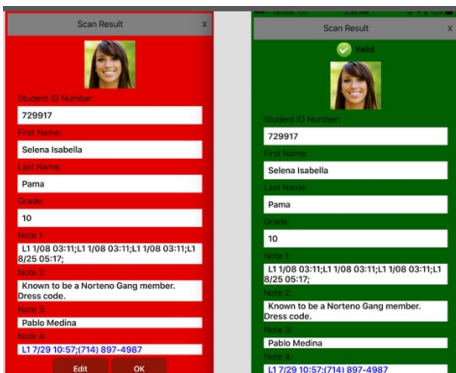 Scan Result X
Student ID Number:
729917
First Name:
Selena Isabella
Last Name:
Pama
Grade:
10
Note 1:
L1 1/08 03:11;L1 1/08 03:11;L1 1/08 03:11;L1
8/25 05:17;
Note 2:
Known to be a Norteno Gang member.
Dress code.
Note 3:
Pablo Medina
Note 4:
L1 7/29 10:57;(714) 897-4987
Edit OK
Scan Result X
Valid
Student ID Number:
729917
First Name:
Selena Isabella
Last Name:
Pama
Grade:
10
Note 1:
L1 1/08 03:11;L1 1/08 03:11;L1 1/08 03:11;L1
8/25 05:17;
Note 2:
Known to be a Norteno Gang member.
Dress code.
Note 3:
Pablo Medina
Note 4:
L1 7/29 10:57;(714) 897-4987